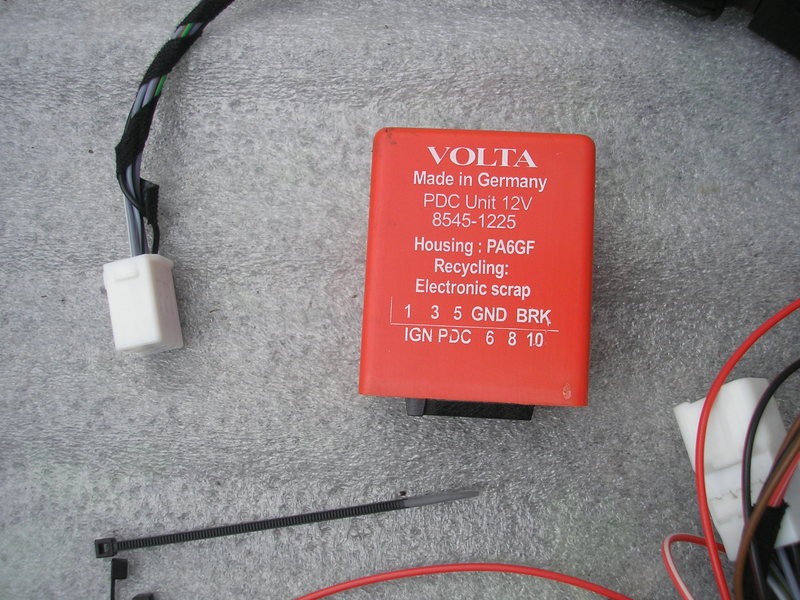 VOLTA
Made in Germany
PDC Unit 12V
8545-1225
Housing : PA6GF
Recycling:
Electronic scrap
1 3 5 GND BRK
IGN PDC 6 8 10